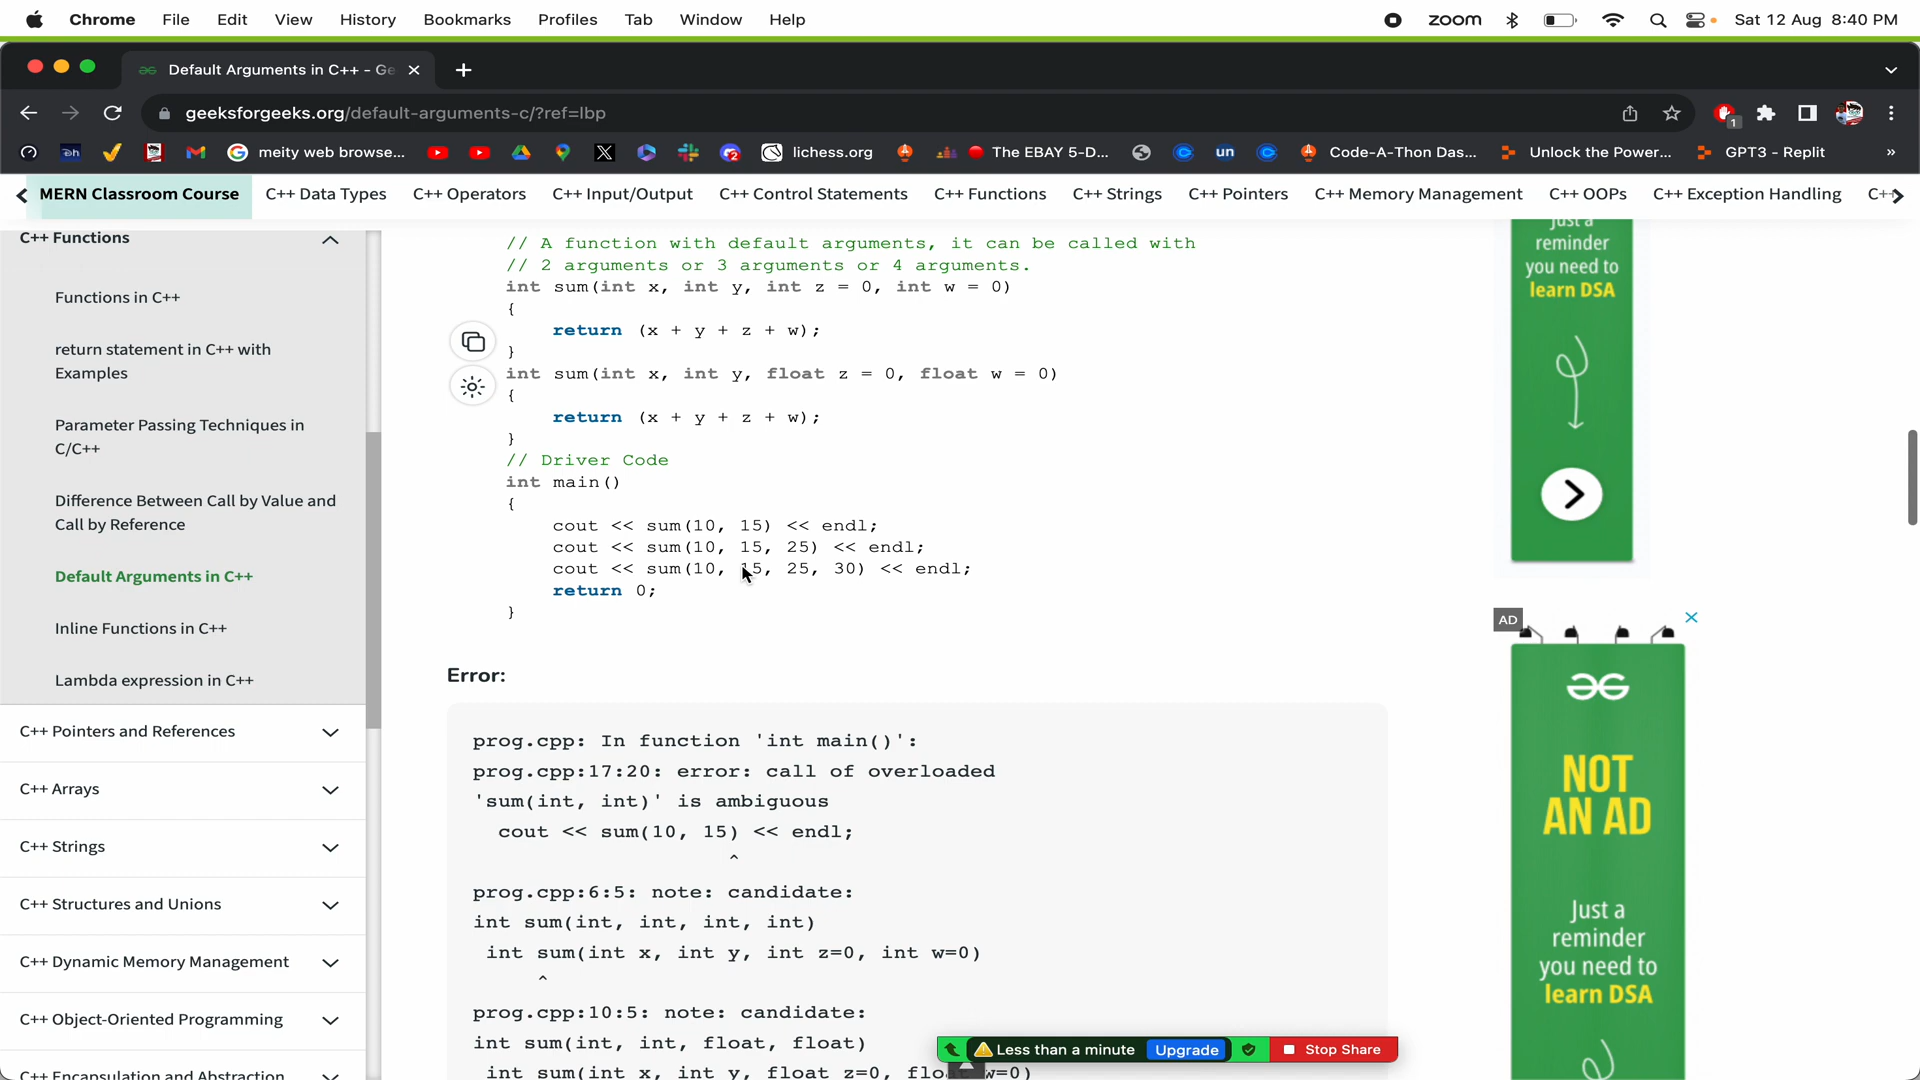 Chrome File Edit View History Bookmarks Profiles Tab Window Help zoom Sat 12 Aug 8:40 PM
Default Arguments in C++ - Ge
geeksforgeeks.org/default-arguments-c/?ref=lbp
1
meity web browse... lichess.org The EBAY 5-D... un Code-A-Thon Das... Unlock the Power... GPT3 - Replit »
MERN Classroom Course C++ Data Types C++ Operators C++ Input/Output C++ Control Statements C++ Functions C++ Strings C++ Pointers C++ Memory Management C++ OOPs C++ Exception Handling C++
C++ Functions
Functions in C++
return statement in C++ with
Examples
Parameter Passing Techniques in
C/C++
Difference Between Call by Value and
Call by Reference
Default Arguments in C++
Inline Functions in C++
Lambda expression in C++
C++ Pointers and References
C++ Arrays
C++ Strings
C++ Structures and Unions
C++ Dynamic Memory Management
C++ Object-Oriented Programming
C++ Encapsulation and Abstraction
// A function with default arguments, it can be called with
// 2 arguments or 3 arguments or 4 arguments.
int sum(int x, int y, int z = 0, int w = 0)
{
return (x + y + z + w);
}
int sum(int x, int y, float z = 0, float w = 0)
{
return (x + y + z + w);
}
// Driver Code
int main()
{
cout << sum(10, 15) << endl;
cout << sum(10, 15, 25) << endl;
cout << sum(10, 15, 25, 30) << endl;
return 0;
}
Error:
prog.cpp: In function 'int main()':
prog.cpp:17:20: error: call of overloaded
'sum(int, int)' is ambiguous
cout << sum(10, 15) << endl;
^
prog.cpp:6:5: note: candidate:
int sum(int, int, int, int)
int sum(int x, int y, int z=0, int w=0)
^
prog.cpp:10:5: note: candidate:
int sum(int, int, float, float)
int sum(int x, int y, float z=0, flo w=0)
Less than a minute Upgrade Stop Share
Just a
reminder
you need to
learn DSA
AD
NOT
AN AD
Just a
reminder
you need to
learn DSA